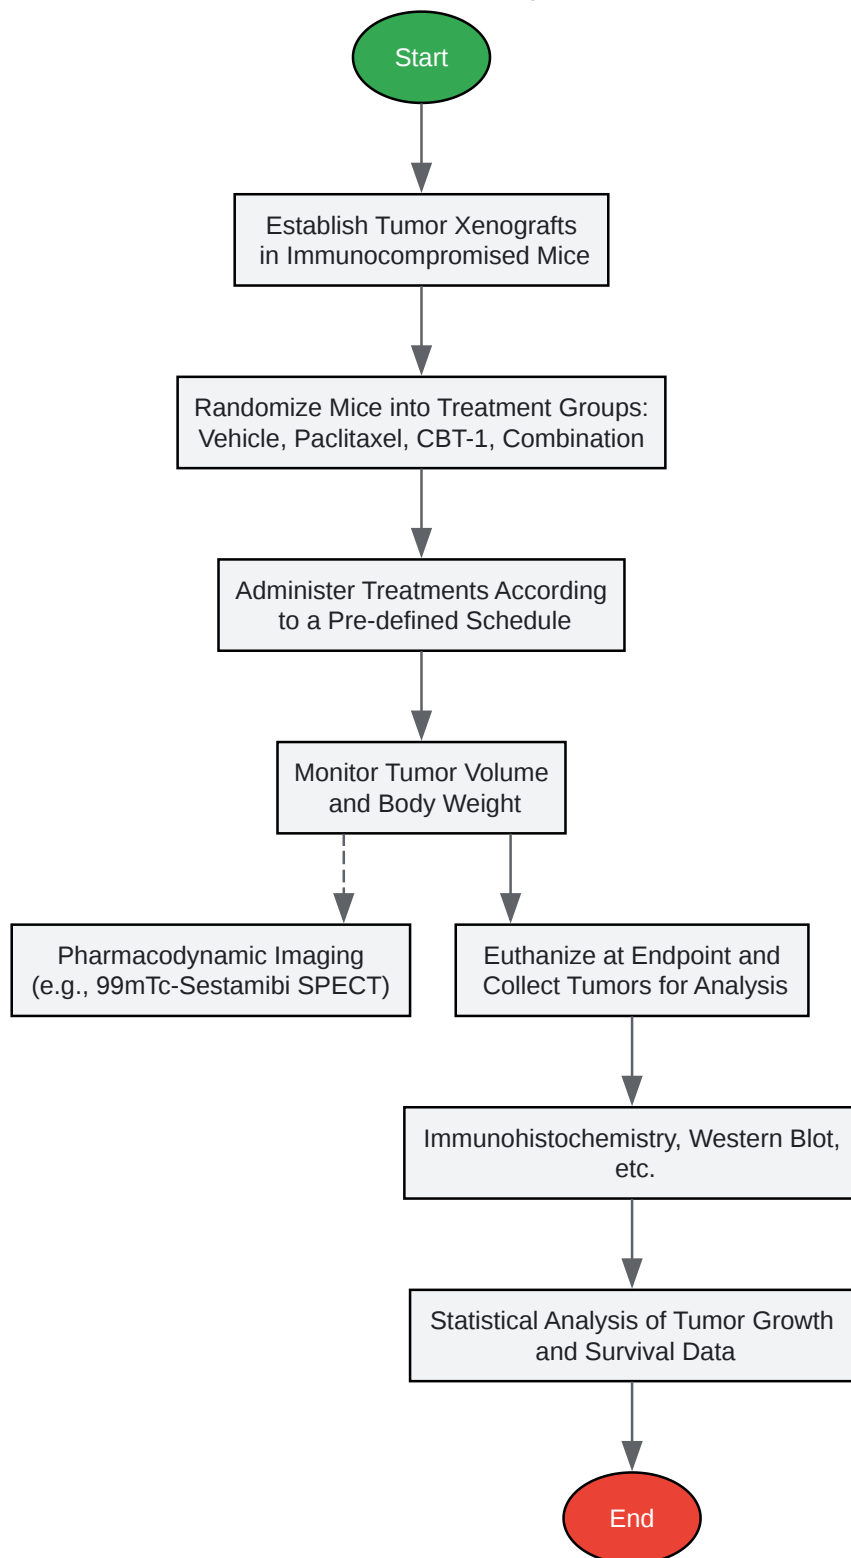 Start
Establish Tumor Xenografts
in Immunocompromised Mice
Randomize Mice into Treatment Groups:
Vehicle, Paclitaxel, CBT-1, Combination
Administer Treatments According
to a Pre-defined Schedule
Monitor Tumor Volume
and Body Weight
Pharmacodynamic Imaging
(e.g., 99mTc-Sestamibi SPECT)
Euthanize at Endpoint and
Collect Tumors for Analysis
Immunohistochemistry, Western Blot,
etc.
Statistical Analysis of Tumor Growth
and Survival Data
End